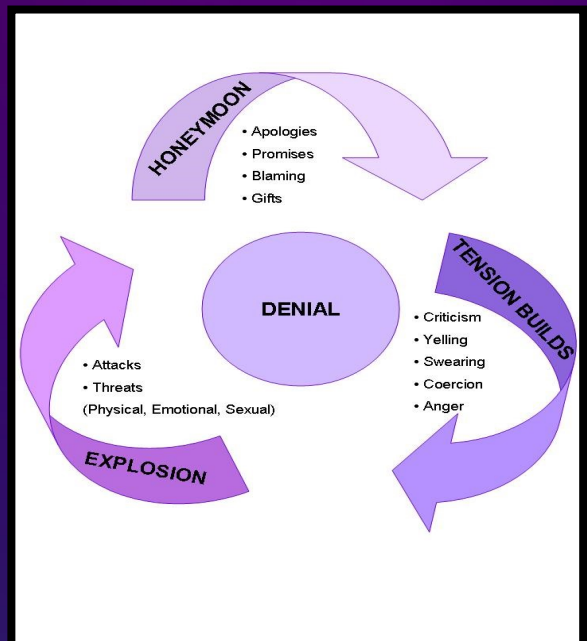 HONEYMOON
• Apologies
• Promises
• Blaming
• Gifts
TENSION BUILDS
• Criticism
• Yelling
• Swearing
• Coercion
• Anger
DENIAL
• Attacks
• Threats
(Physical, Emotional, Sexual)
EXPLOSION